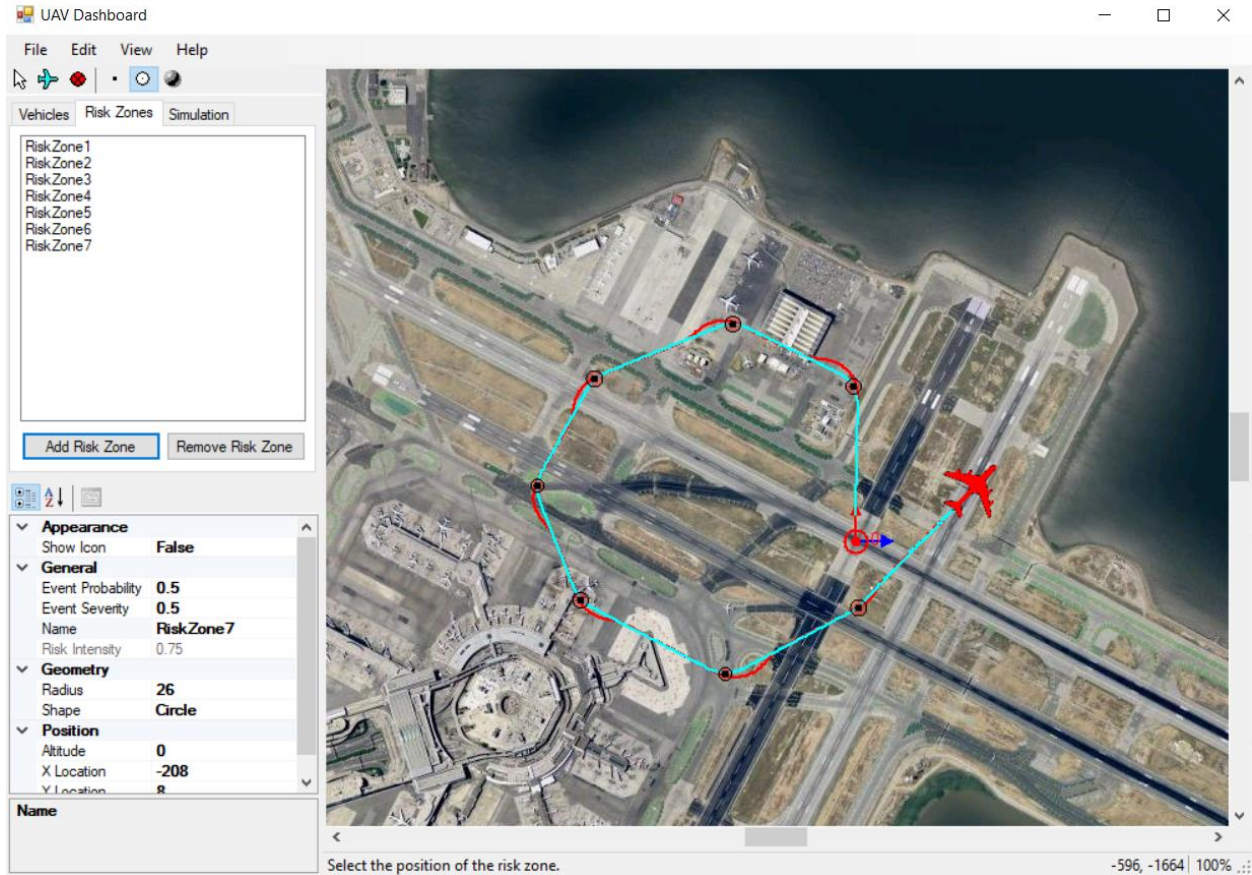 UAV Dashboard
File Edit View Help
Vehicles Risk Zones Simulation
RiskZone1
RiskZone2
RiskZone3
RiskZone4
RiskZone5
RiskZone6
RiskZone7
Add Risk Zone Remove Risk Zone
Appearance
Show Icon False
General
Event Probability 0.5
Event Severity 0.5
Name RiskZone7
Risk Intensity 0.75
Geometry
Radius 26
Shape Circle
Position
Altitude 0
X Location -208
Y Location 8
Name
Select the position of the risk zone. -596, -1664 100%